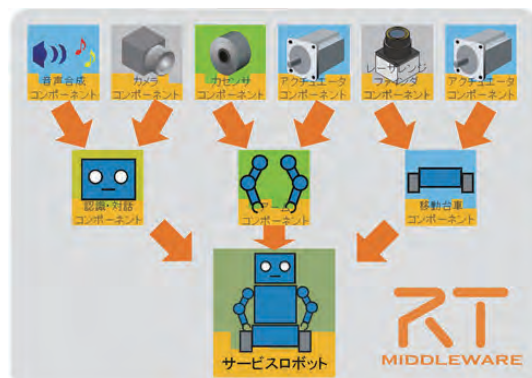 音声合成
コンポーネント
カメラ
コンポーネント
力センサ
コンポーネント
アクチュエータ
コンポーネント
レーザレンジ
ファインダ
コンポーネント
アクチュエータ
コンポーネント
認識・対話
コンポーネント
アーム
コンポーネント
移動台車
コンポーネント
サービスロボット
RT
MIDDLEWARE